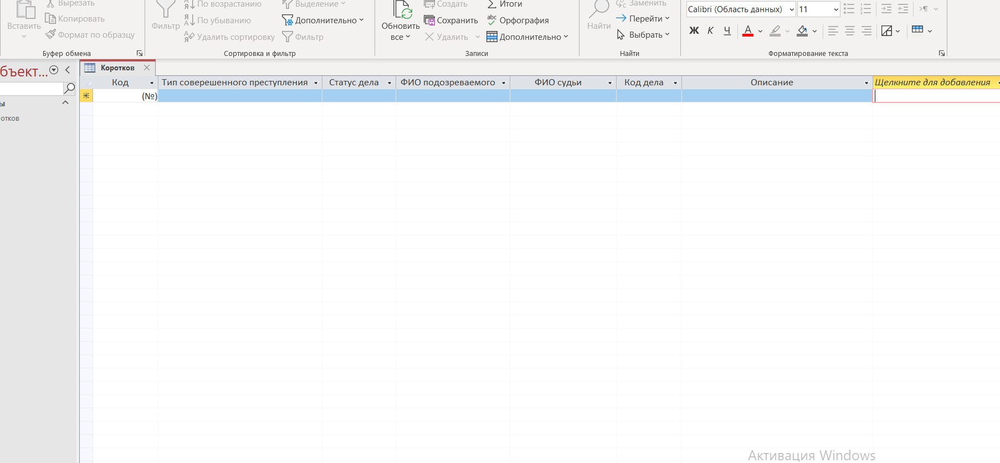 Вставить
Вырезать
Копировать
Формат по образцу
Буфер обмена
Фильтр
По возрастанию
По убыванию
Удалить сортировку
Выделение
Дополнительно
Фильтр
Сортировка и фильтр
Обновить
все
Создать
Сохранить
Удалить
Итоги
Орфография
Дополнительно
Записи
Найти
Заменить
Перейти
Выбрать
Найти
Calibri (Область данных) 11
Ж К Ч А
Форматирование текста
бъект...
ы
отков
Коротков
Код Тип соверешенного преступления Статус дела ФИО подозреваемого ФИО судьи Код дела Описание Щелкните для добавления
(№)
Активация Windows